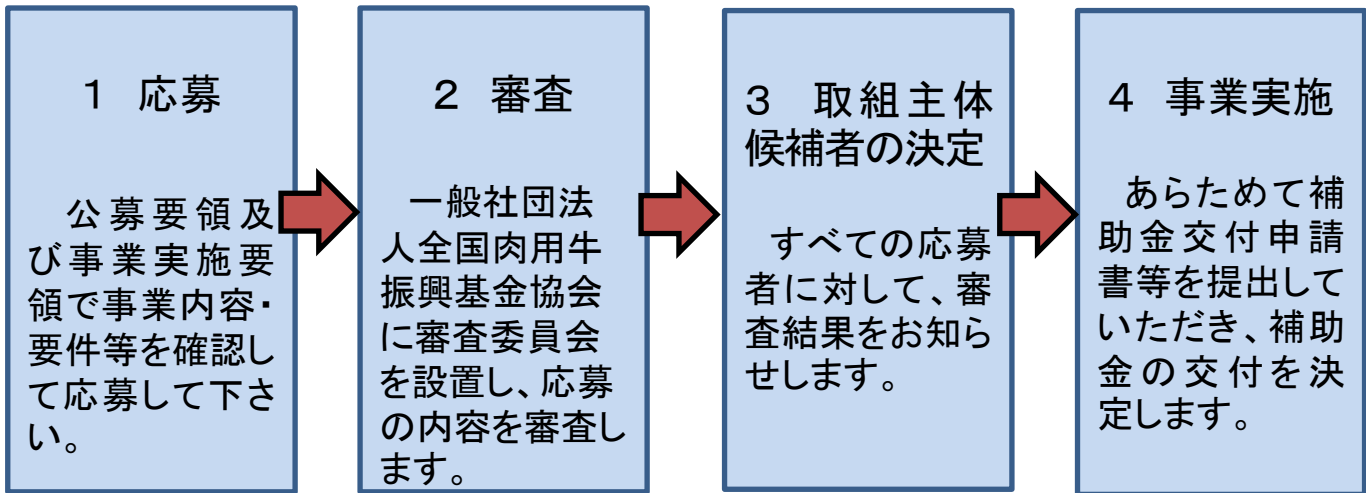 1 応募
公募要領及
び事業実施要
領で事業内容・
要件等を確認し
て応募して下さ
い。
2 審査
一般社団法
人全国肉用牛
振興基金協会
に審査委員会
を設置し、応募
の内容を審査し
ます。
3 取組主体
候補者の決定
すべての応募
者に対して、審
査結果をお知ら
せします。
4 事業実施
あらためて補
助金交付申請
書等を提出して
いただき、補助
金の交付を決
定します。